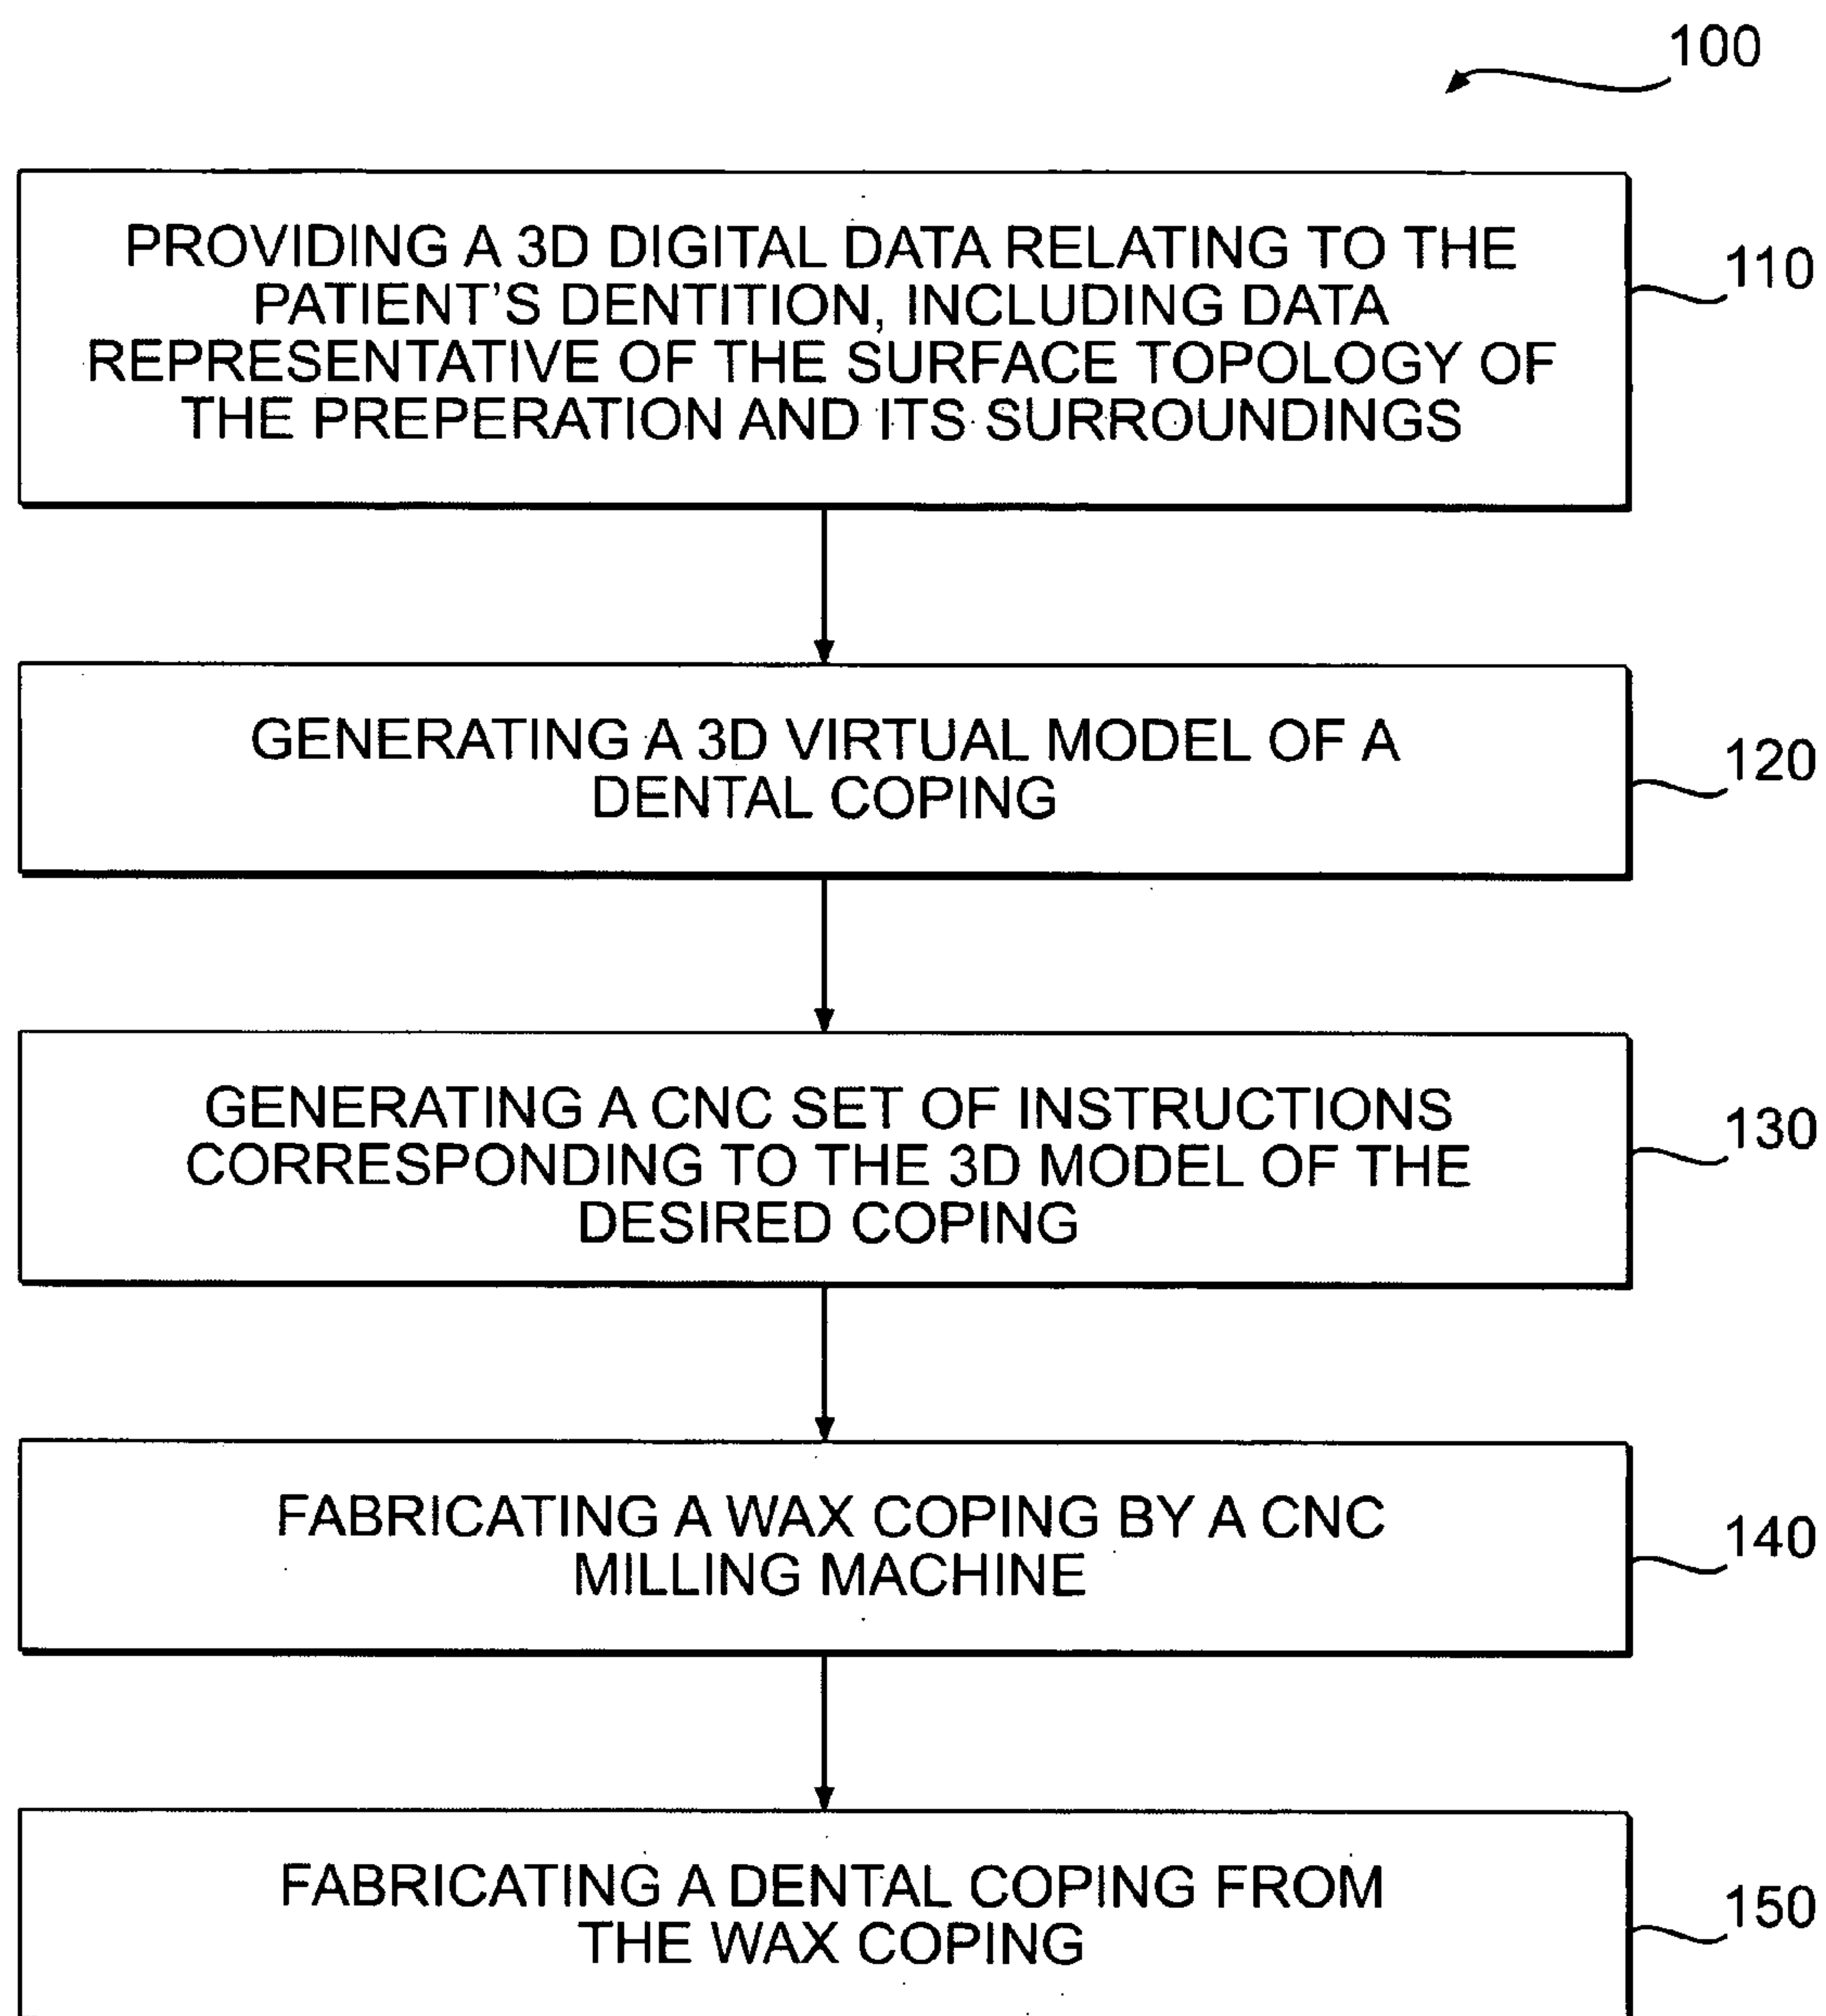 100
PROVIDING A 3D DIGITAL DATA RELATING TO THE
PATIENT'S DENTITION, INCLUDING DATA
REPRESENTATIVE OF THE SURFACE TOPOLOGY OF
THE PREPERATION AND ITS SURROUNDINGS
110
GENERATING A 3D VIRTUAL MODEL OF A
DENTAL COPING
120
GENERATING A CNC SET OF INSTRUCTIONS
CORRESPONDING TO THE 3D MODEL OF THE
DESIRED COPING
130
FABRICATING A WAX COPING BY A CNC
MILLING MACHINE
140
FABRICATING A DENTAL COPING FROM
THE WAX COPING
150